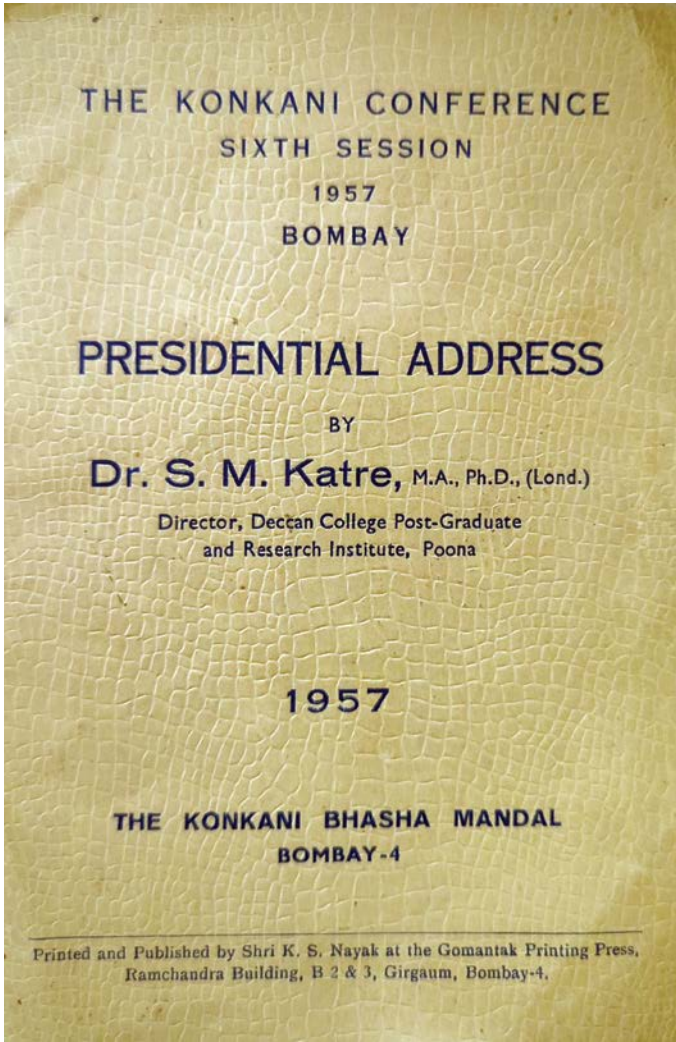 THE KONKANI CONFERENCE
SIXTH SESSION
1957
BOMBAY
PRESIDENTIAL ADDRESS
BY
Dr. S. M. Katre, M.A., Ph.D., (Lond.)
Director, Deccan College Post-Graduate
and Research Institute, Poona
1957
THE KONKANI BHASHA MANDAL
BOMBAY-4
Printed and Published by Shri K. S. Nayak at the Gomantak Printing Press,
Ramchandra Building, B 2 & 3, Girgaum, Bombay-4.